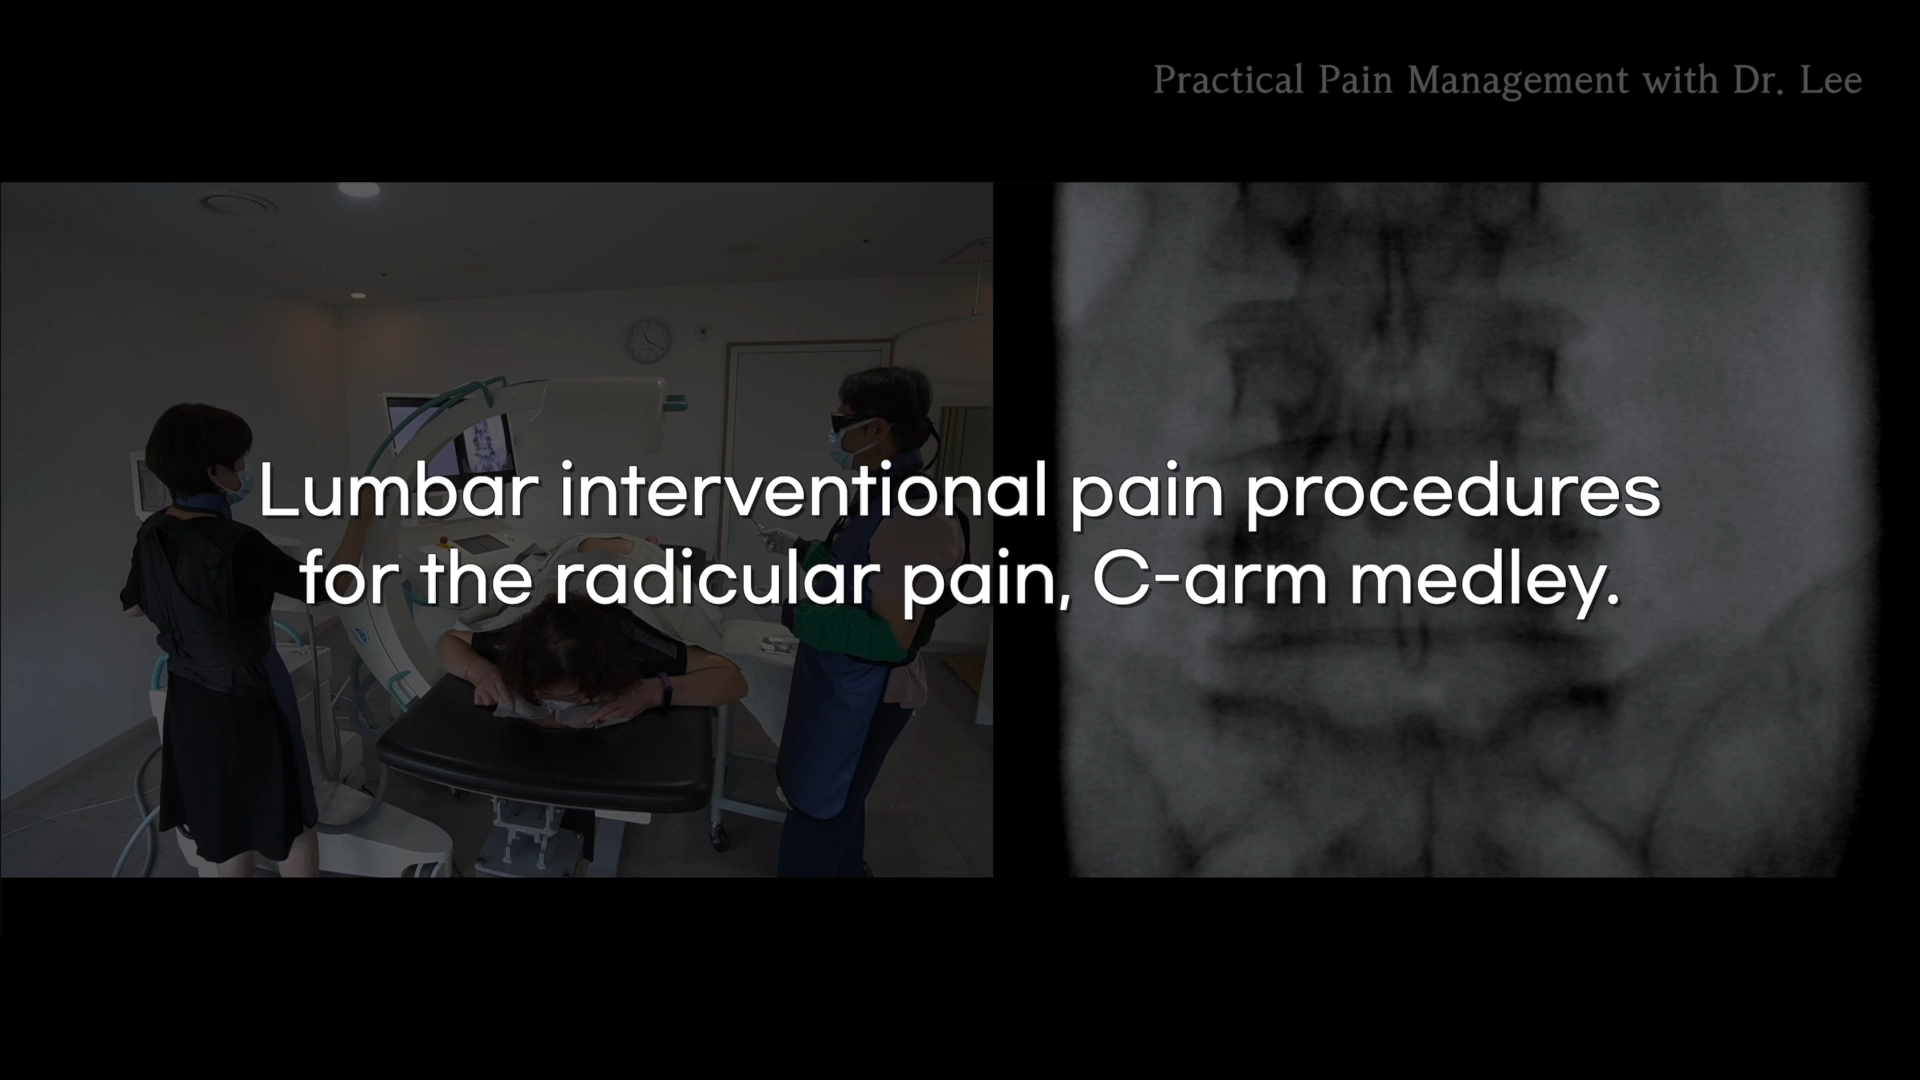 Practical Pain Management with Dr. Lee
Lumbar interventional pain procedures
for the radicular pain, C-arm medley.